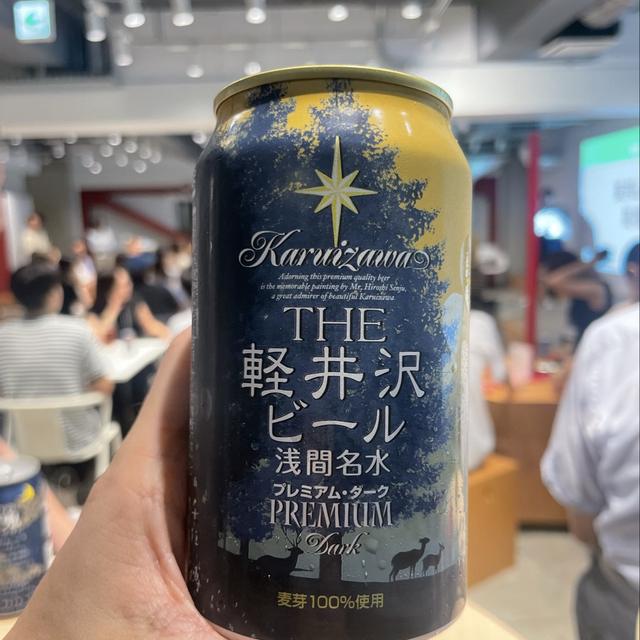 Karuizawa
Adorning this premium quality beer
is the memorable painting by Mr. Hiroshi Senju,
a great admirer of beautiful Karuizawa.
THE
軽井沢
ビール
浅間名水
プレミアム・ダーク
PREMIUM
Dark
麦芽100%使用